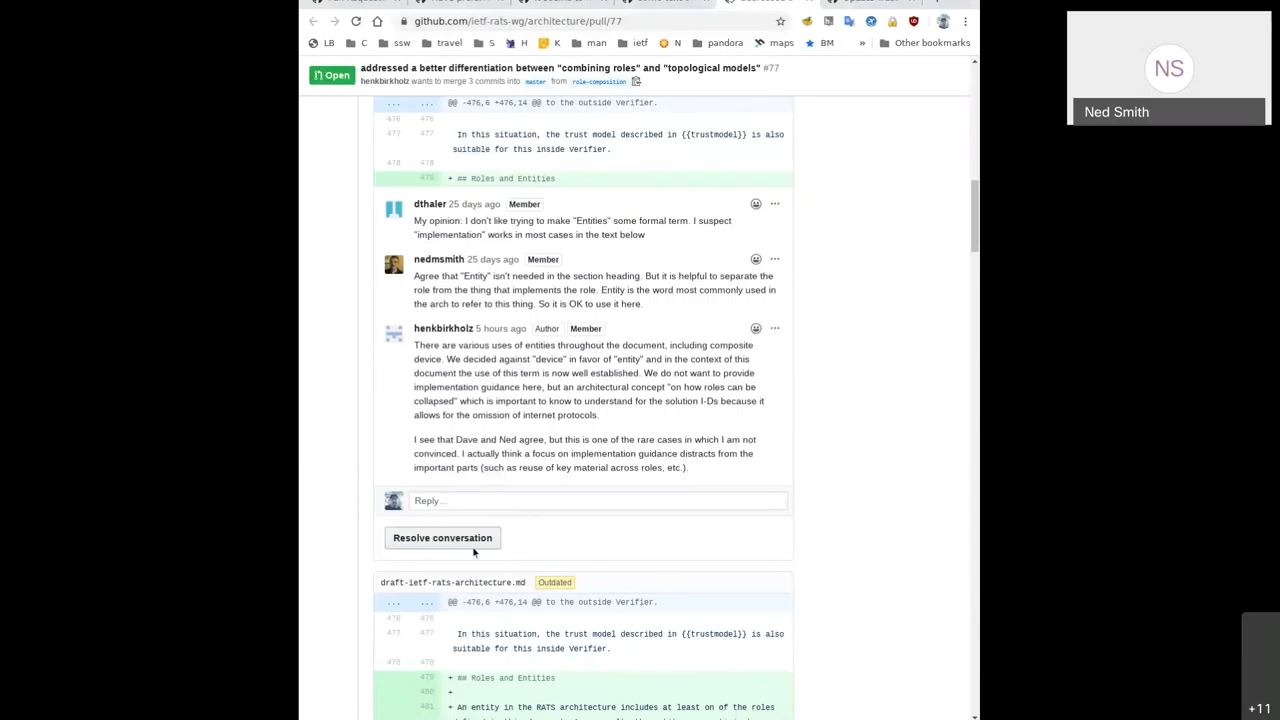 github.com/ietf-rats-wg/architecture/pull/77
LB C ssw travel S H K man ietf N pandora maps BM » Other bookmarks
Open
addressed a better differentiation between "combining roles" and "topological models" #77
henkbirkholz wants to merge 3 commits into master from role-composition
... ... @@ -476,6 +476,14 @@ to the outside Verifier.
476 476
477 477 In this situation, the trust model described in {{trustmodel}} is also
suitable for this inside Verifier.
478 478
479 + ## Roles and Entities
dthaler 25 days ago Member
My opinion: I don't like trying to make "Entities" some formal term. I suspect
"implementation" works in most cases in the text below
nedmsmith 25 days ago Member
Agree that "Entity" isn't needed in the section heading. But it is helpful to separate the
role from the thing that implements the role. Entity is the word most commonly used in
the arch to refer to this thing. So it is OK to use it here.
henkbirkholz 5 hours ago Author Member
There are various uses of entities throughout the document, including composite
device. We decided against "device" in favor of "entity" and in the context of this
document the use of this term is now well established. We do not want to provide
implementation guidance here, but an architectural concept "on how roles can be
collapsed" which is important to know to understand for the solution I-Ds because it
allows for the omission of internet protocols.
I see that Dave and Ned agree, but this is one of the rare cases in which I am not
convinced. I actually think a focus on implementation guidance distracts from the
important parts (such as reuse of key material across roles, etc.).
Reply...
Resolve conversation
draft-ietf-rats-architecture.md Outdated
... ... @@ -476,6 +476,14 @@ to the outside Verifier.
476 476
477 477 In this situation, the trust model described in {{trustmodel}} is also
suitable for this inside Verifier.
478 478
479 + ## Roles and Entities
480 +
481 + An entity in the RATS architecture includes at least on of the roles
NS
Ned Smith
+11